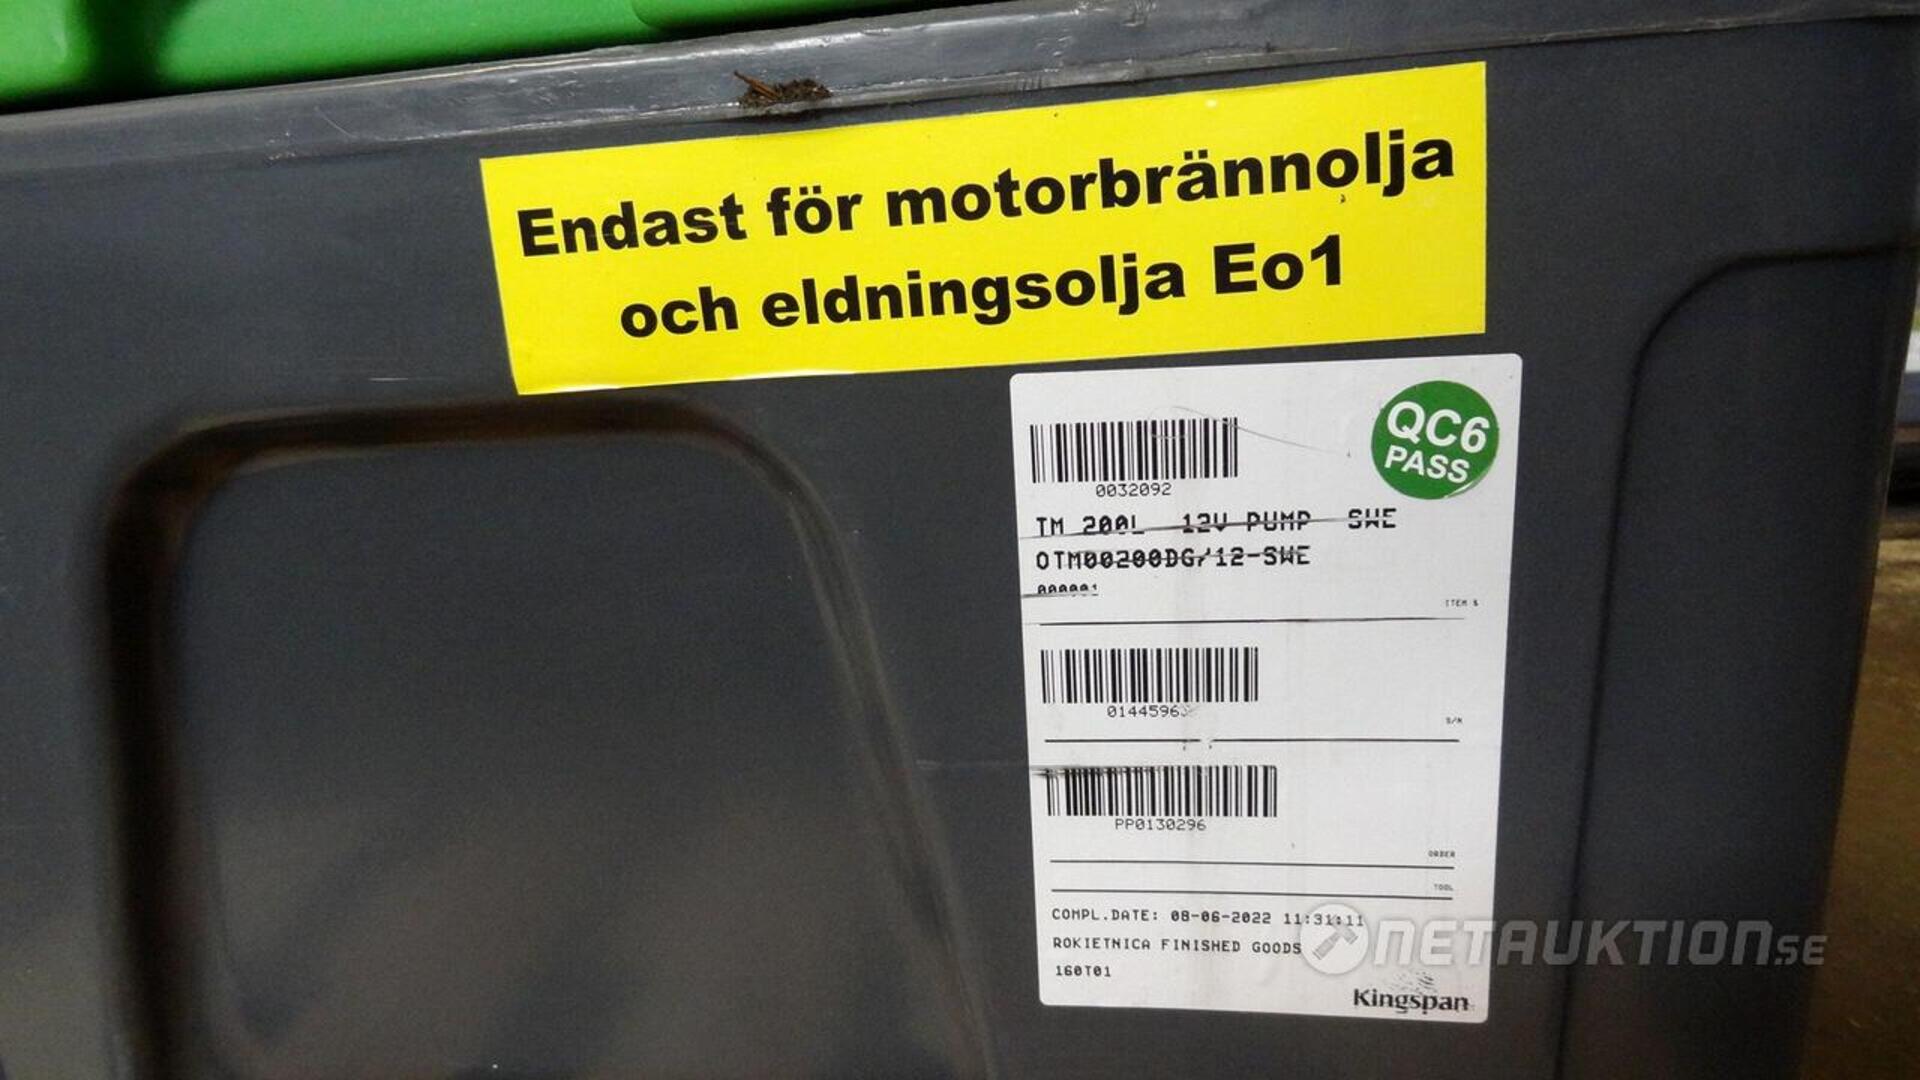 Endast för motorbrännolja
och eldningsolja Eo1
QC6
PASS
0032092
TM 200L 12V PUMP SWE
OTM00200DG/12-SWE
000001
ITEM &
S/N
PP0130296
ORDER
TOOL
COMPL.DATE: 08-06-2022 11:31:11
ROKIETNICA FINISHED GOODS
160T01
Kingspan
NETAUKTION.SE